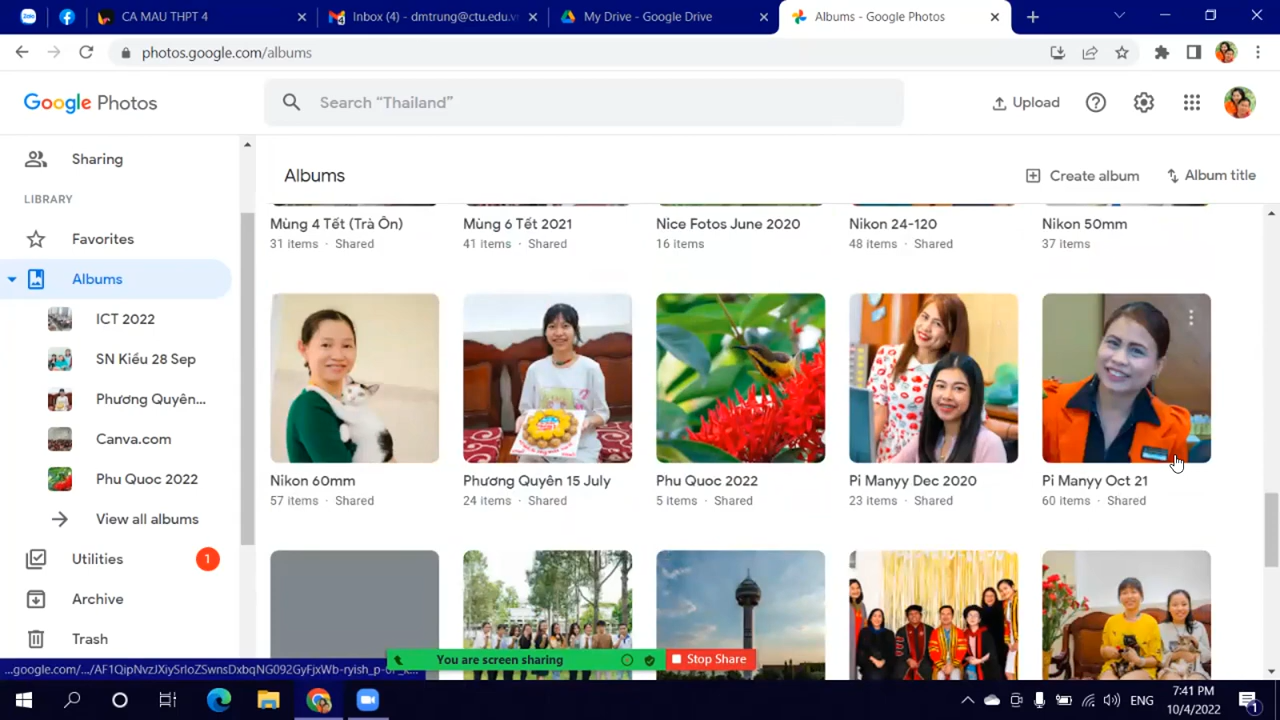 CA MAU THPT 4
Inbox (4) - dmtrung@ctu.edu.v
My Drive - Google Drive
Albums - Google Photos
photos.google.com/albums
Google Photos
Search “Thailand”
Upload
Sharing
LIBRARY
Favorites
Albums
ICT 2022
SN Kiều 28 Sep
Phương Quyên...
Canva.com
Phu Quoc 2022
View all albums
Utilities
1
Archive
Trash
Albums
Create album
Album title
Mùng 4 Tết (Trà Ôn)
31 items · Shared
Mùng 6 Tết 2021
41 items · Shared
Nice Fotos June 2020
16 items
Nikon 24-120
48 items · Shared
Nikon 50mm
37 items
Nikon 60mm
57 items · Shared
Phương Quyên 15 July
24 items · Shared
Phu Quoc 2022
5 items · Shared
Pi Manyy Dec 2020
23 items · Shared
Pi Manyy Oct 21
60 items · Shared
You are screen sharing
Stop Share
ENG
7:41 PM
10/4/2022
1